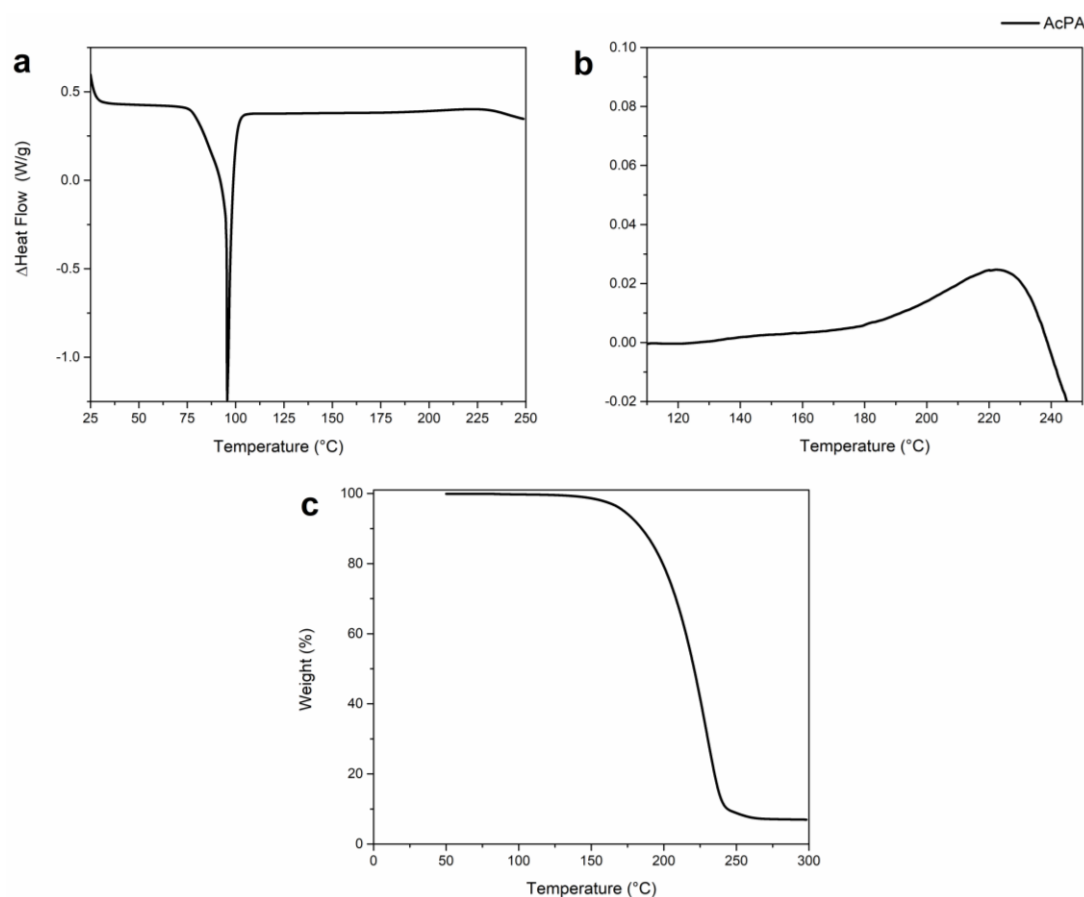 AcPA
a
0.5
0.0
-0.5
-1.0
ΔHeat Flow (W/g)
25 50 75 100 125 150 175 200 225 250
Temperature (°C)
b
0.10
0.08
0.06
0.04
0.02
0.00
-0.02
120 140 160 180 200 220 240
Temperature (°C)
c
100
80
60
40
20
0
Weight (%)
0 50 100 150 200 250 300
Temperature (°C)